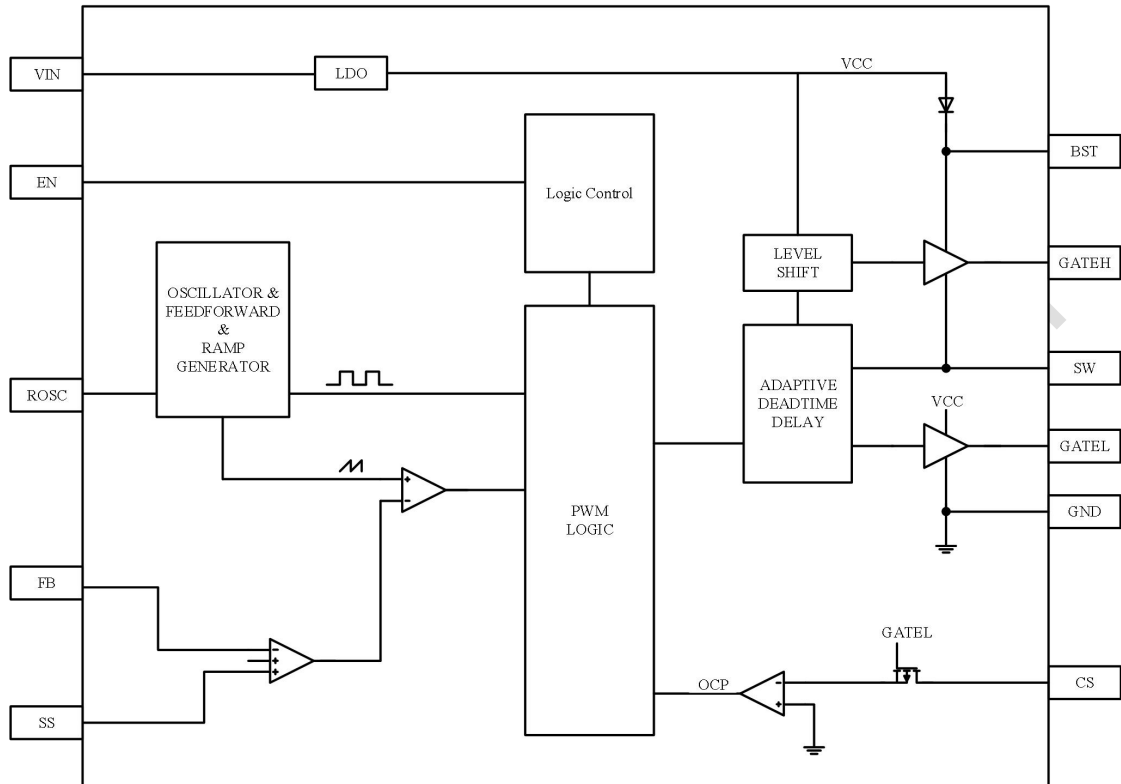 VIN
LDO
VCC
BST
EN
Logic Control
LEVEL
SHIFT
GATEH
OSCILLATOR &
FEEDFORWARD
&
RAMP
GENERATOR
ROSC
ADAPTIVE
DEADTIME
DELAY
SW
VCC
GATEL
+
-
PWM
LOGIC
GND
FB
-
+
+
SS
GATEL
OCP
-
+
CS